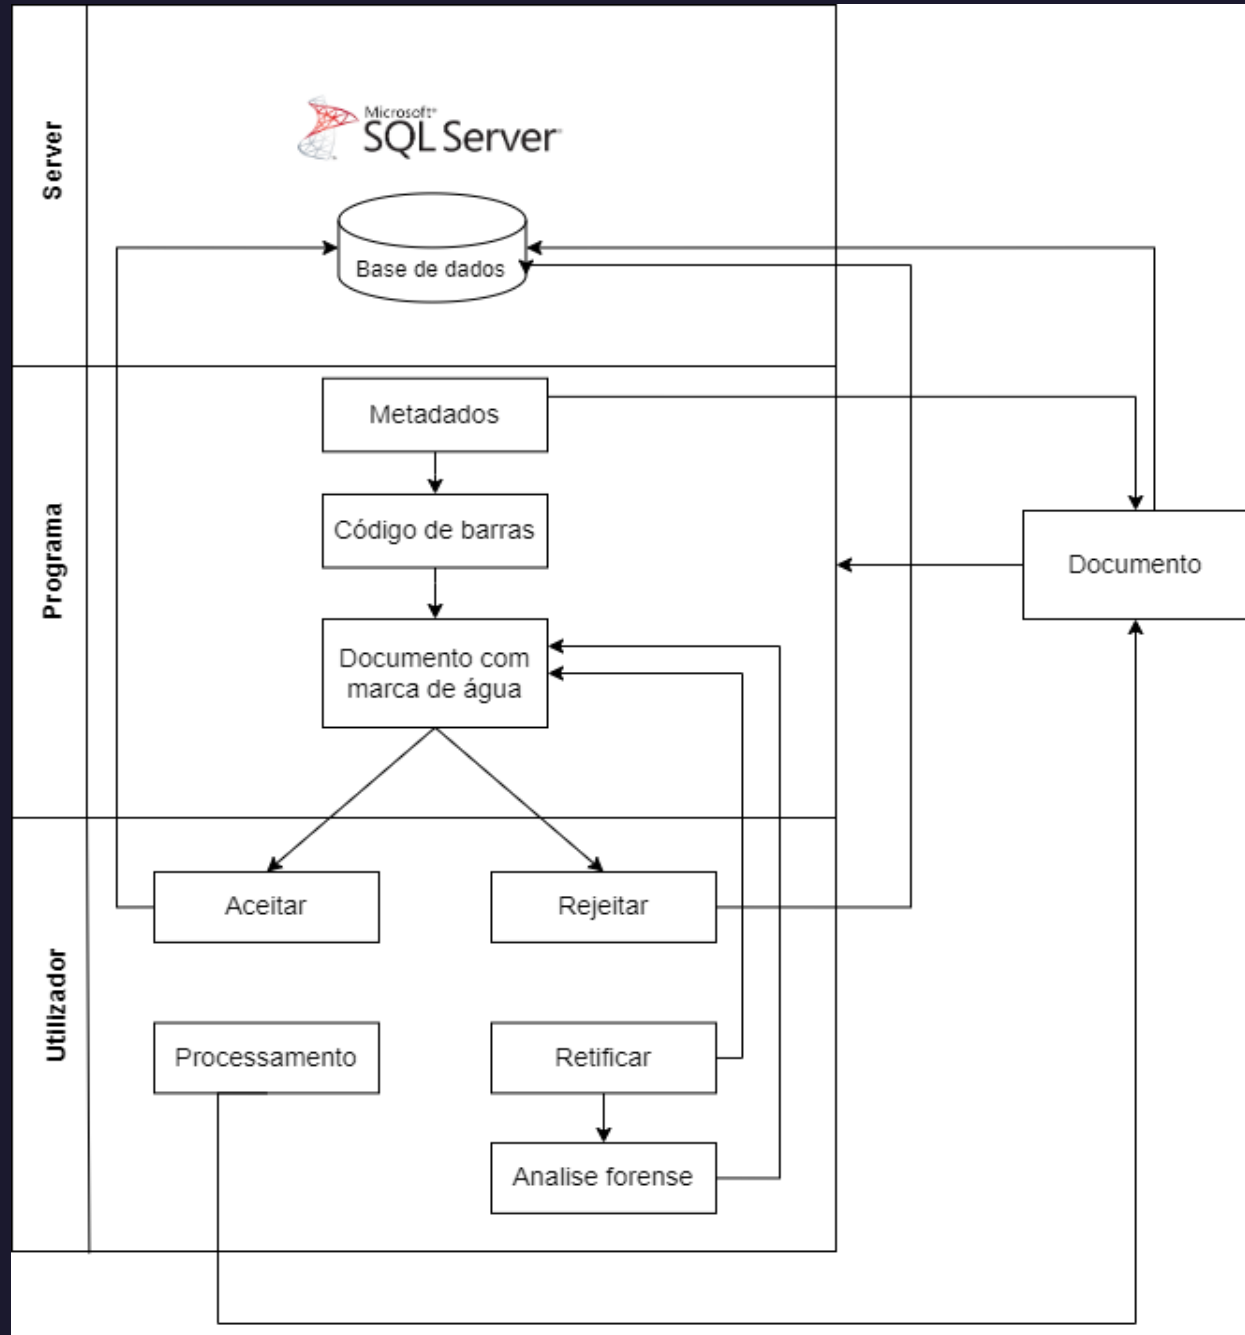 Server
Microsoft®
SQL Server
Base de dados
Programa
Metadados
Código de barras
Documento com
marca de água
Documento
Utilizador
Aceitar
Rejeitar
Processamento
Retificar
Analise forense